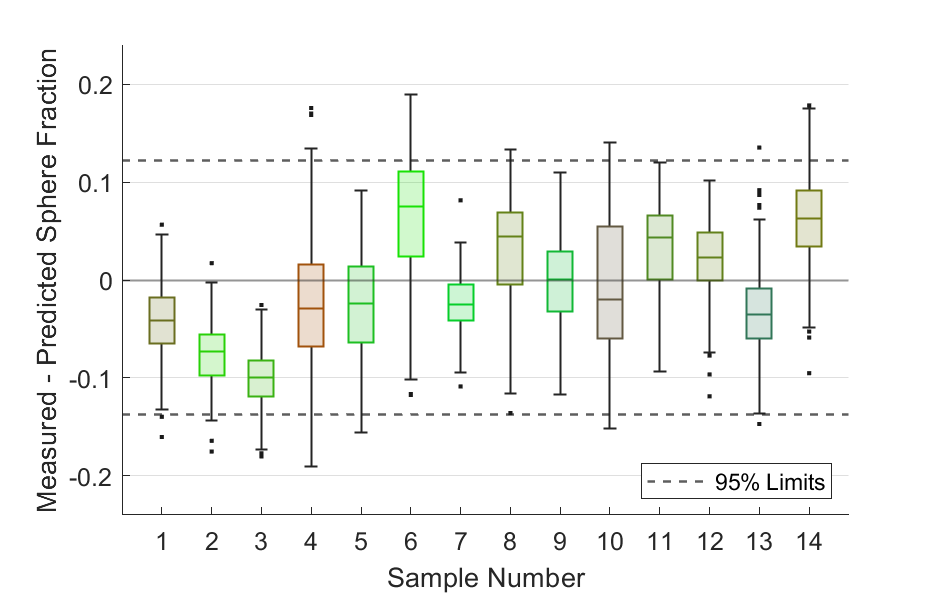 Measured - Predicted Sphere Fraction
0.2
0.1
0
-0.1
-0.2
95% Limits
1 2 3 4 5 6 7 8 9 10 11 12 13 14
Sample Number